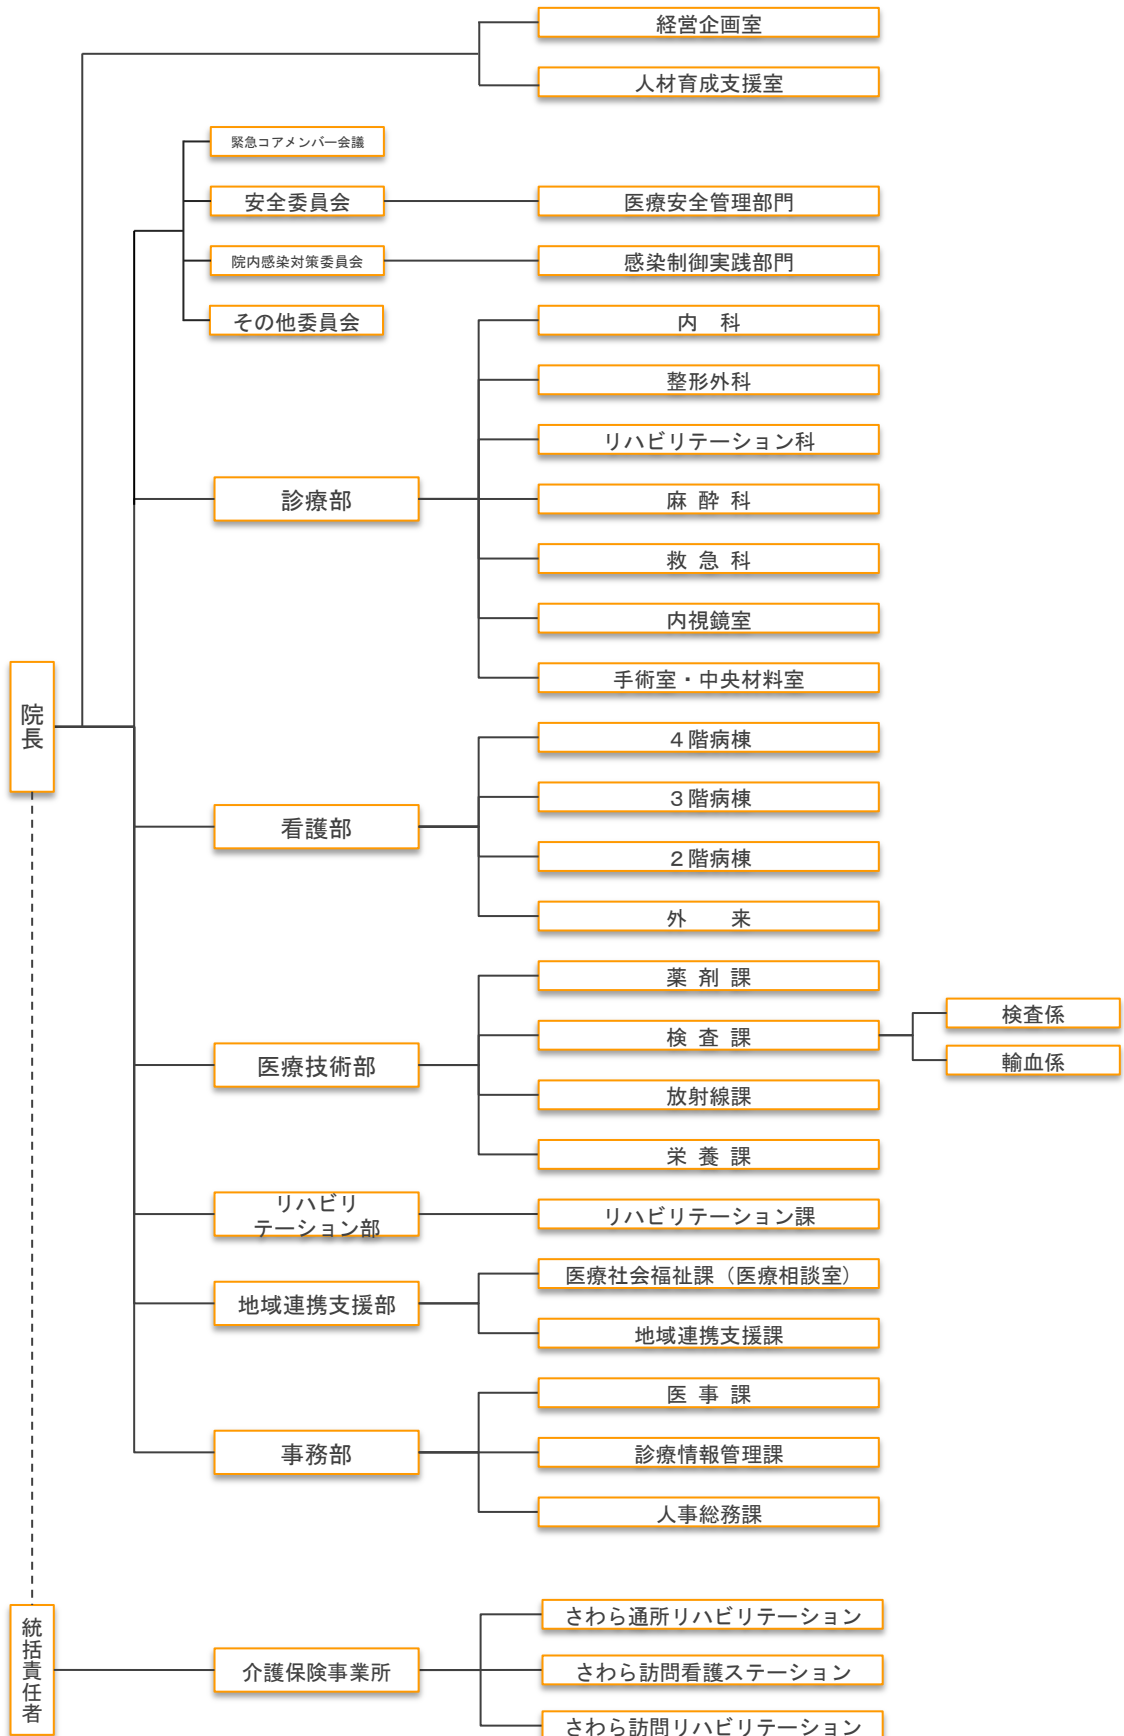 経営企画室
人材育成支援室
緊急コアメンバー会議
安全委員会
医療安全管理部門
院内感染対策委員会
感染制御実践部門
その他委員会
内　科
整形外科
リハビリテーション科
診療部
麻 酔 科
救 急 科
内視鏡室
手術室・中央材料室
院長
４階病棟
３階病棟
看護部
２階病棟
外　　来
薬 剤 課
検 査 課
検査係
輸血係
医療技術部
放射線課
栄 養 課
リハビリ
テーション部
リハビリテーション課
医療社会福祉課（医療相談室）
地域連携支援部
地域連携支援課
医 事 課
事務部
診療情報管理課
人事総務課
統括責任者
さわら通所リハビリテーション
介護保険事業所
さわら訪問看護ステーション
さわら訪問リハビリテーション